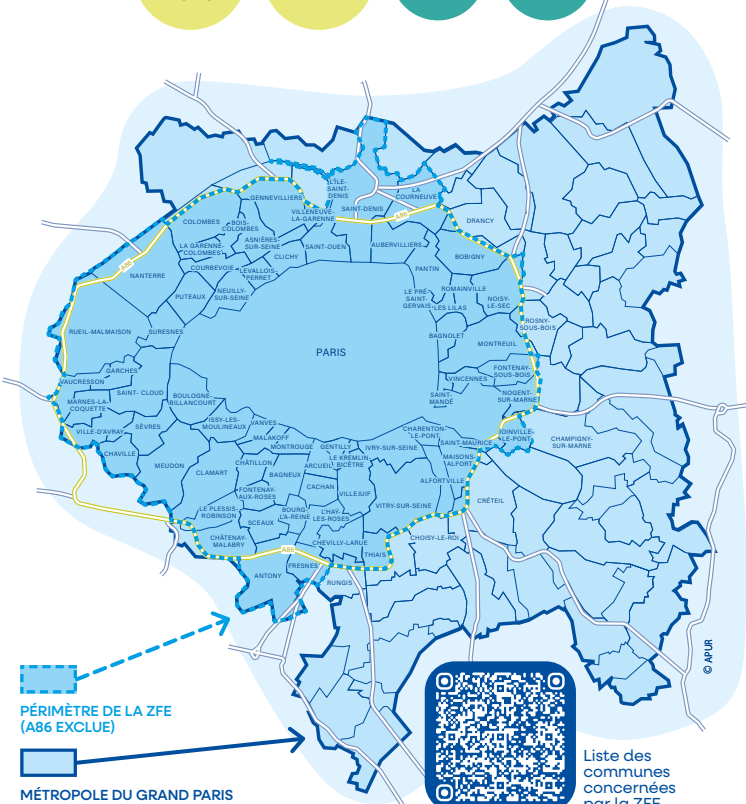 L'ÎLE-
SAINT-
DENIS
LA
COURNEUVE
GENNEVILLIERS
VILLENEUVE-
LA-GARENNE
SAINT-DENIS
A86
DRANCY
COLOMBES
BOIS-
COLOMBES
ASNIÈRES
-SUR-SEINE
LA GARENNE-
COLOMBES
SAINT-OUEN
AUBERVILLIERS
CLICHY
BOBIGNY
A86
NANTERRE
COURBEVOIE
LEVALLOIS-
PERRET
PANTIN
PUTEAUX
NEUILLY-
SUR-SEINE
LE PRÉ-
SAINT-
GERVAIS
LES LILAS
ROMAINVILLE
NOISY-
LE-SEC
RUEIL-MALMAISON
SURESNES
ROSNY-
SOUS-BOIS
BAGNOLET
MONTREUIL
PARIS
GARCHES
VAUCRESSON
FONTENAY-
SOUS-BOIS
VINCENNES
SAINT- CLOUD
BOULOGNE-
BILLANCOURT
SAINT-
MANDÉ
NOGENT-
SUR-MARNE
MARNES-LA-
COQUETTE
VILLE-D'AVRAY
SÈVRES
ISSY-LES-
MOULINEAUX
VANVES
MALAKOFF
MONTROUGE
GENTILLY
CHARENTON-
LE-PONT
IVRY-SUR-SEINE
SAINT-MAURICE
JOINVILLE-
LE-PONT
CHAMPIGNY-
SUR-MARNE
CHAVILLE
MEUDON
CLAMART
CHÂTILLON
BAGNEUX
ARCUEIL
LE KREMLIN-
BICÊTRE
MAISONS-
ALFORT
ALFORTVILLE
CACHAN
VILLEJUIF
FONTENAY-
AUX-ROSES
VITRY-SUR-SEINE
CRÉTEIL
LE PLESSIS-
ROBINSON
SCEAUX
BOURG-
LA-REINE
L'HAŸ-
LES-ROSES
CHÂTENAY-
MALABRY
A86
CHEVILLY-LARUE
CHOISY-LE-ROI
THIAIS
ANTONY
FRESNES
RUNGIS
© APUR
PÉRIMÈTRE DE LA ZFE
(A86 EXCLUE)
MÉTROPOLE DU GRAND PARIS
Liste des
communes
concernées
par la ZFE